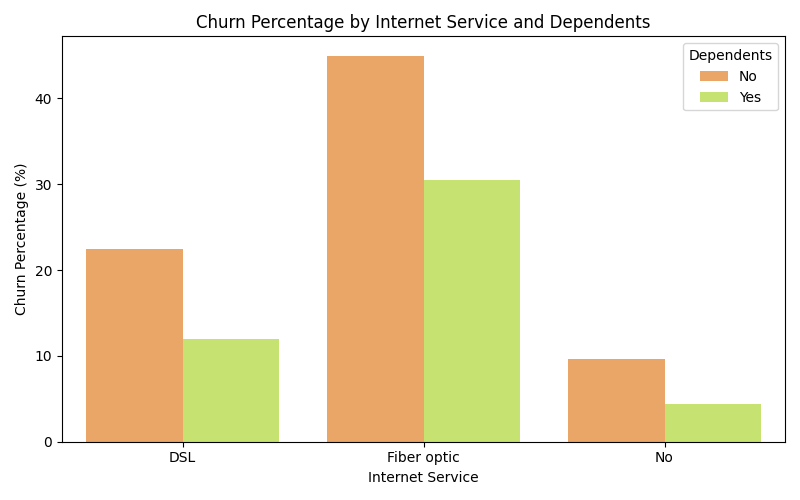 Churn Percentage by Internet Service and Dependents
Dependents
No
Yes
Churn Percentage (%)
40
30
20
10
0
DSL
Fiber optic
No
Internet Service